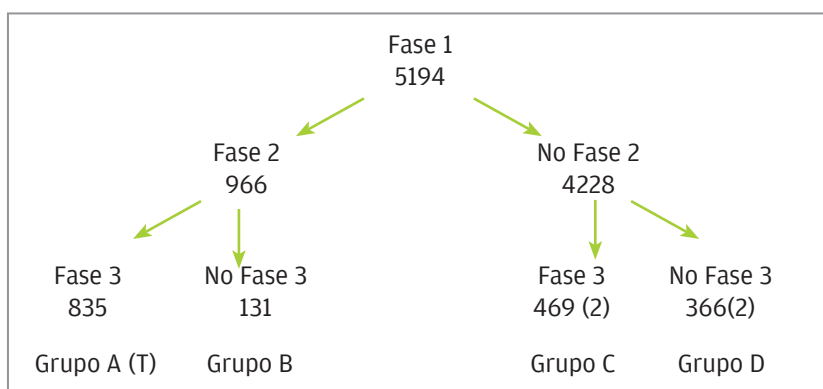 Fase 1
5194
Fase 2
966
No Fase 2
4228
Fase 3
835
No Fase 3
131
Fase 3
469 (2)
No Fase 3
366(2)
Grupo A (T)
Grupo B
Grupo C
Grupo D